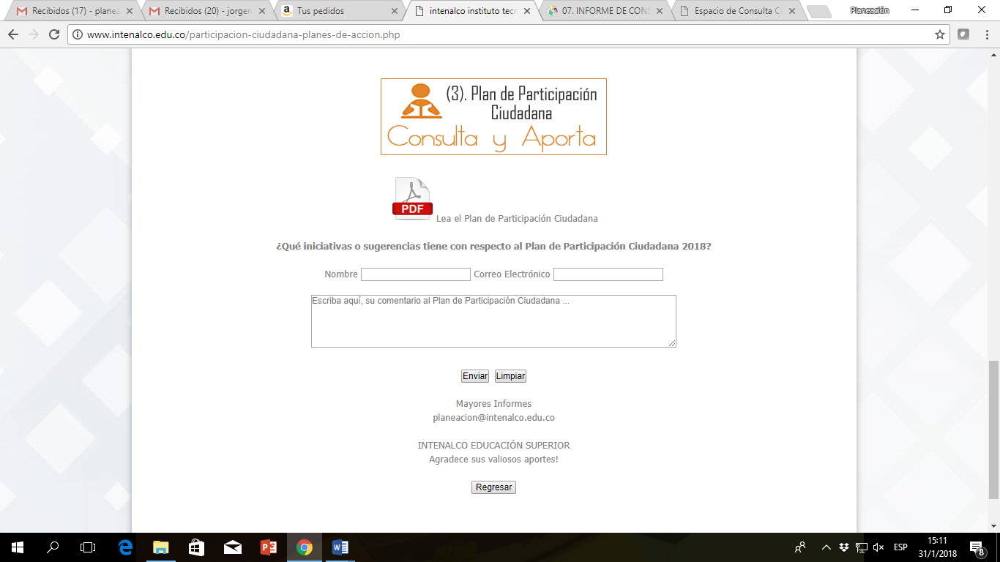 Recibidos (17) - planea
Recibidos (20) - jorgen
Tus pedidos
intenalco instituto tecn
07. INFORME DE CONS
Espacio de Consulta Ci
Planeación
www.intenalco.edu.co/participacion-ciudadana-planes-de-accion.php
(3). Plan de Participación
Ciudadana
Consulta y Aporta
PDF
Lea el Plan de Participación Ciudadana
¿Qué iniciativas o sugerencias tiene con respecto al Plan de Participación Ciudadana 2018?
Nombre Correo Electrónico
Escriba aquí, su comentario al Plan de Participación Ciudadana ...
Enviar Limpiar
Mayores Informes
planeacion@intenalco.edu.co
INTENALCO EDUCACIÓN SUPERIOR
Agradece sus valiosos aportes!
Regresar
ESP
15:11
31/1/2018
8